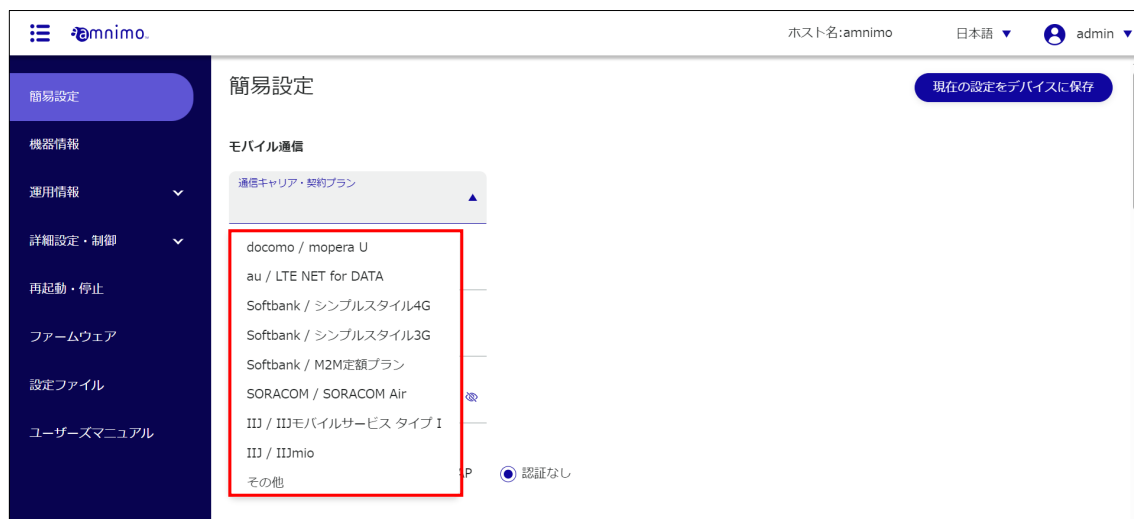 amnimo.
ホスト名:amnimo
日本語 ▼
admin ▼
簡易設定
機器情報
運用情報
詳細設定・制御
再起動・停止
ファームウェア
設定ファイル
ユーザーズマニュアル
簡易設定
現在の設定をデバイスに保存
モバイル通信
通信キャリア・契約プラン
docomo / mopera U
au / LTE NET for DATA
Softbank / シンプルスタイル4G
Softbank / シンプルスタイル3G
Softbank / M2M定額プラン
SORACOM / SORACOM Air
IIJ / IIJモバイルサービス タイプ I
IIJ / IIJmio
その他
認証なし